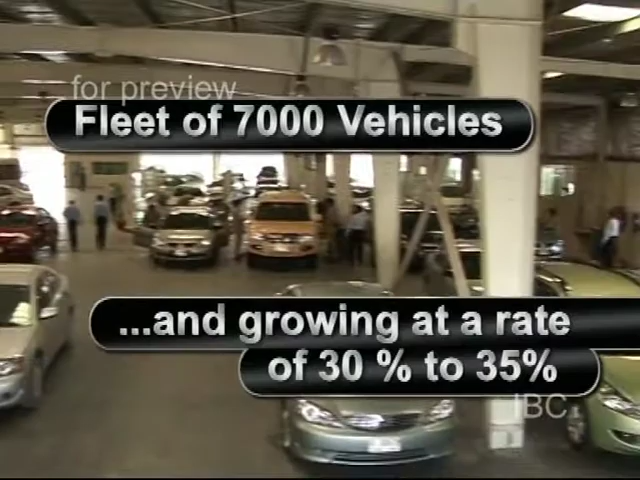 for preview
Fleet of 7000 Vehicles
...and growing at a rate
of 30 % to 35%
IBC